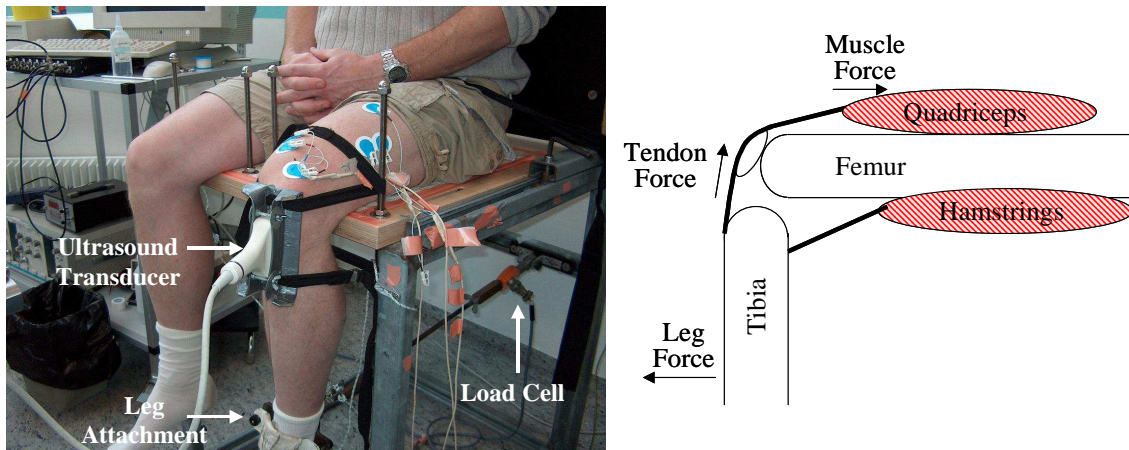 Ultrasound
Transducer
Leg
Attachment
Load Cell
Muscle
Force
Quadriceps
Tendon
Force
Femur
Hamstrings
Tibia
Leg
Force